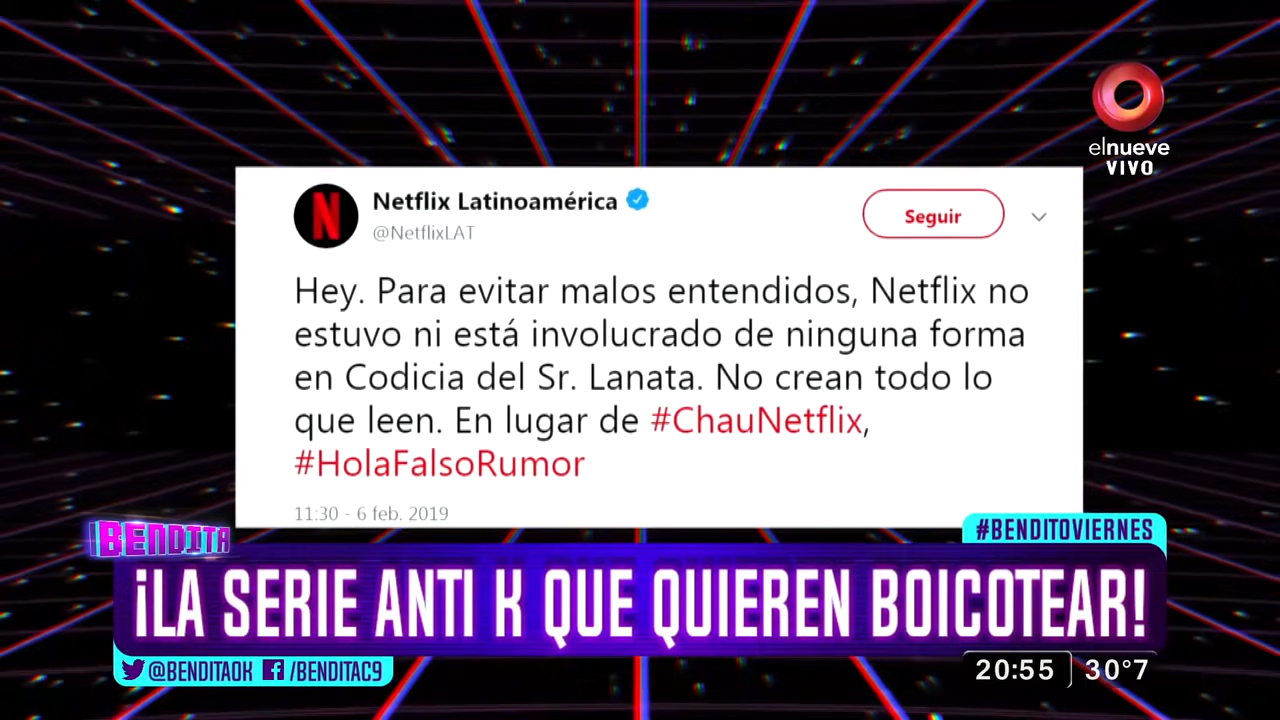 elnueve
VIVO
N
Netflix Latinoamérica
@NetflixLAT
Seguir
Hey. Para evitar malos entendidos, Netflix no
estuvo ni está involucrado de ninguna forma
en Codicia del Sr. Lanata. No crean todo lo
que leen. En lugar de #ChauNetflix,
#HolaFalsoRumor
11:30 - 6 feb. 2019
BENDITA
#BENDITOVIERNES
¡LA SERIE ANTI K QUE QUIEREN BOICOTEAR!
@BENDITAOK f /BENDITAC9
20:55 30°7